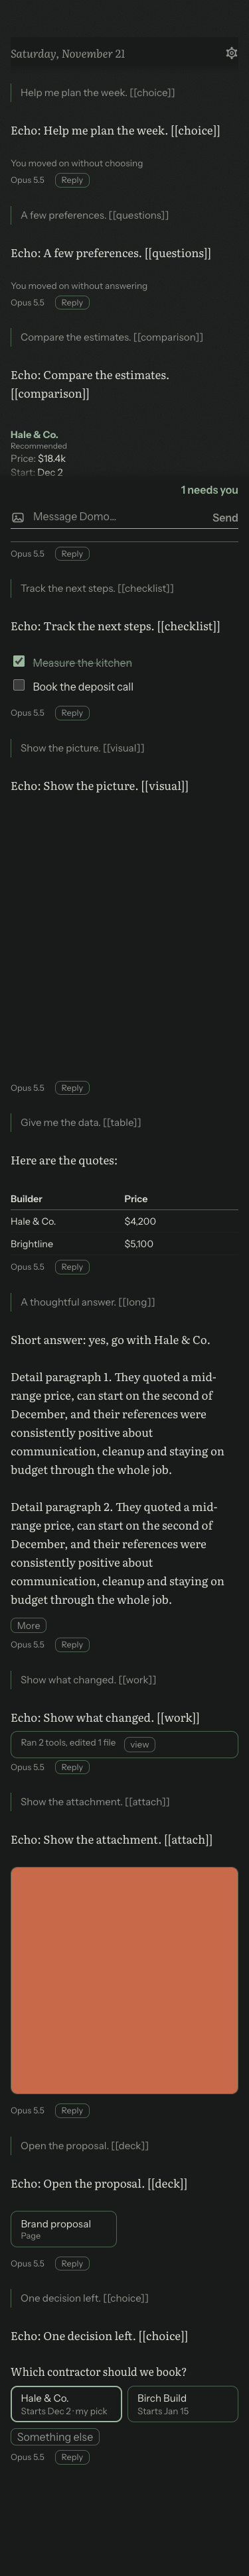 Saturday, November 21
Help me plan the week. [[choice]]
Echo: Help me plan the week. [[choice]]
You moved on without choosing
Opus 5.5 Reply
A few preferences. [[questions]]
Echo: A few preferences. [[questions]]
You moved on without answering
Opus 5.5 Reply
Compare the estimates. [[comparison]]
Echo: Compare the estimates.
[[comparison]]
Hale & Co.
Recommended
Price: $18.4k
Start: Dec 2
1 needs you
Message Domo...
Send
Opus 5.5 Reply
Track the next steps. [[checklist]]
Echo: Track the next steps. [[checklist]]
Measure the kitchen
Book the deposit call
Opus 5.5 Reply
Show the picture. [[visual]]
Echo: Show the picture. [[visual]]
Opus 5.5 Reply
Give me the data. [[table]]
Here are the quotes:
Builder Price
Hale & Co. $4,200
Brightline $5,100
Opus 5.5 Reply
A thoughtful answer. [[long]]
Short answer: yes, go with Hale & Co.
Detail paragraph 1. They quoted a mid-
range price, can start on the second of
December, and their references were
consistently positive about
communication, cleanup and staying on
budget through the whole job.
Detail paragraph 2. They quoted a mid-
range price, can start on the second of
December, and their references were
consistently positive about
communication, cleanup and staying on
budget through the whole job.
More
Opus 5.5 Reply
Show what changed. [[work]]
Echo: Show what changed. [[work]]
Ran 2 tools, edited 1 file view
Opus 5.5 Reply
Show the attachment. [[attach]]
Echo: Show the attachment. [[attach]]
Opus 5.5 Reply
Open the proposal. [[deck]]
Echo: Open the proposal. [[deck]]
Brand proposal
Page
Opus 5.5 Reply
One decision left. [[choice]]
Echo: One decision left. [[choice]]
Which contractor should we book?
Hale & Co.
Starts Dec 2 · my pick
Birch Build
Starts Jan 15
Something else
Opus 5.5 Reply